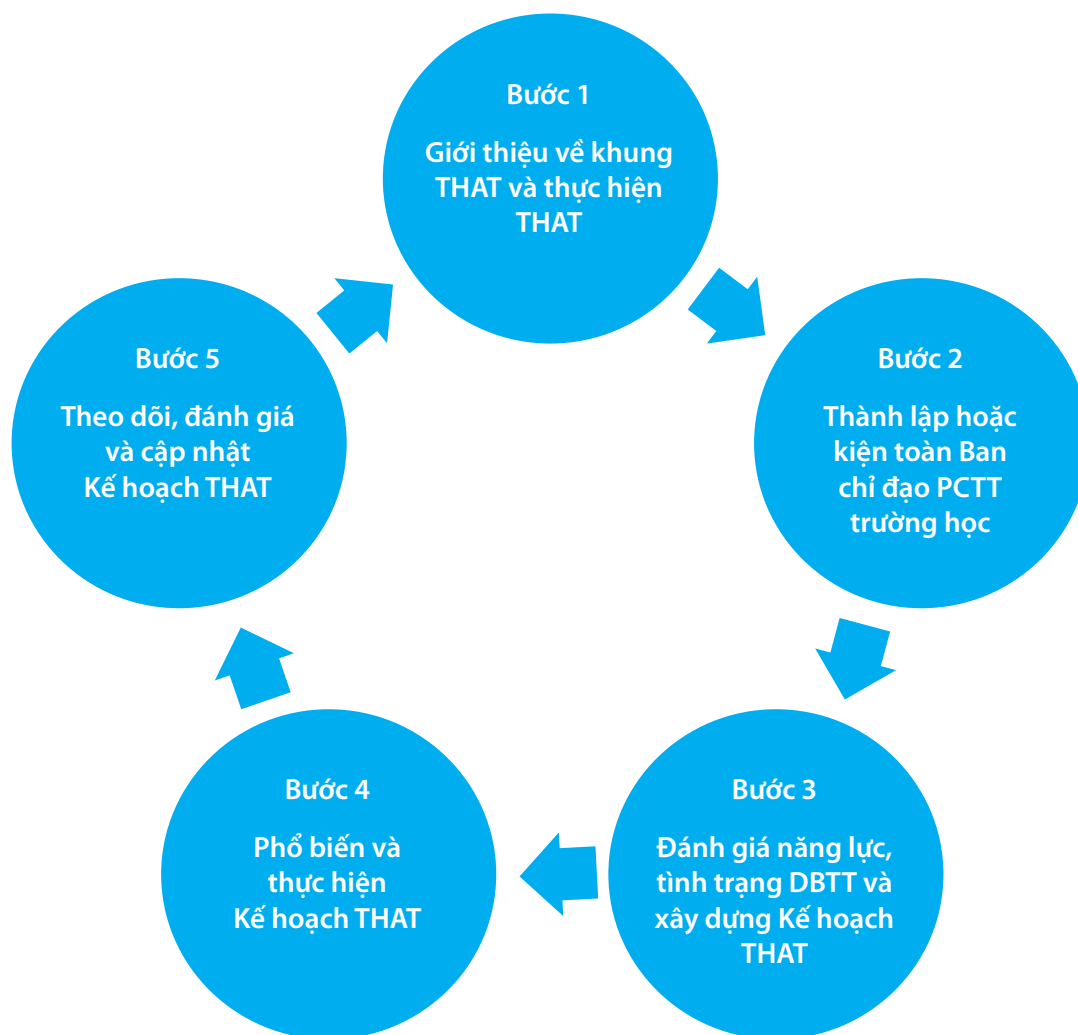 Bước 1
Giới thiệu về khung
THAT và thực hiện
THAT
Bước 2
Thành lập hoặc
kiện toàn Ban
chỉ đạo PCTT
trường học
Bước 3
Đánh giá năng lực,
tình trạng DBTT và
xây dựng Kế hoạch
THAT
Bước 4
Phổ biến và
thực hiện
Kế hoạch THAT
Bước 5
Theo dõi, đánh giá
và cập nhật
Kế hoạch THAT